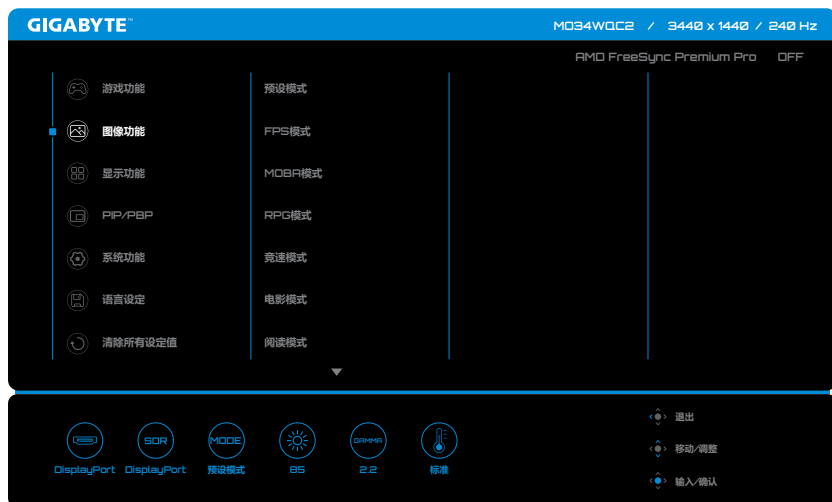 GIGABYTE™
MO34WQC2 / 3440 x 1440 / 240 Hz
AMD FreeSync Premium Pro OFF
游戏功能
图像功能
显示功能
PIP/PBP
系统功能
语言设定
清除所有设定值
预设模式
FPS模式
MOBA模式
RPG模式
竞速模式
电影模式
阅读模式
SDR
MODE
GAMMA
DisplayPort
DisplayPort
预设模式
85
2.2
标准
退出
移动/调整
输入/确认